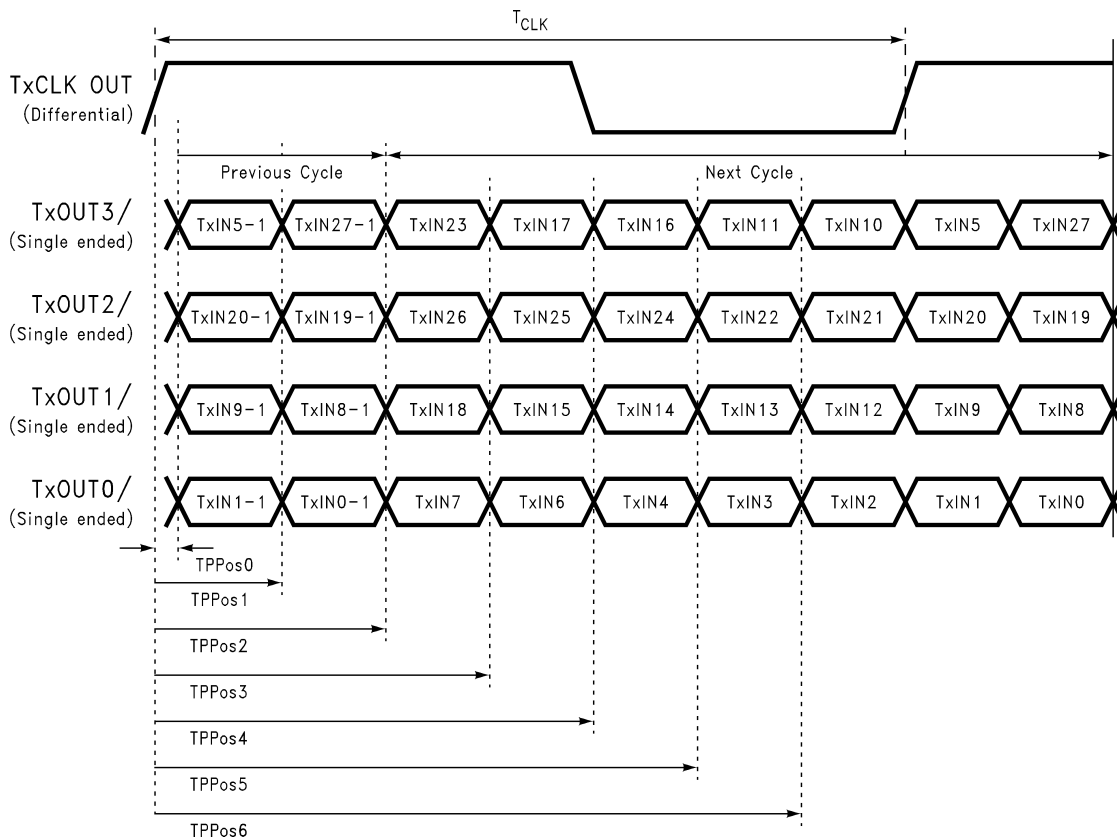 TCLK
TxCLK OUT
(Differential)
Previous Cycle
Next Cycle
TxOUT3/
(Single ended)
TxIN5-1 TxIN27-1 TxIN23 TxIN17 TxIN16 TxIN11 TxIN10 TxIN5 TxIN27
TxOUT2/
(Single ended)
TxIN20-1 TxIN19-1 TxIN26 TxIN25 TxIN24 TxIN22 TxIN21 TxIN20 TxIN19
TxOUT1/
(Single ended)
TxIN9-1 TxIN8-1 TxIN18 TxIN15 TxIN14 TxIN13 TxIN12 TxIN9 TxIN8
TxOUT0/
(Single ended)
TxIN1-1 TxIN0-1 TxIN7 TxIN6 TxIN4 TxIN3 TxIN2 TxIN1 TxIN0
TPPos0
TPPos1
TPPos2
TPPos3
TPPos4
TPPos5
TPPos6